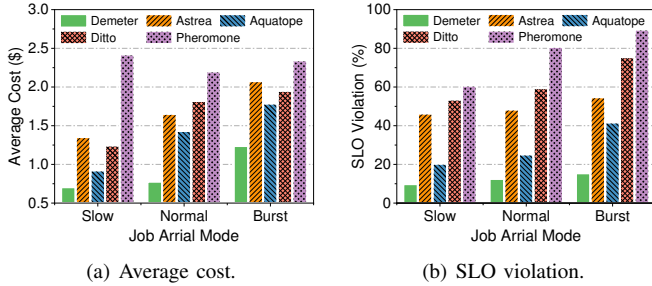 Demeter Astrea Aquatope
Ditto Pheromone
Average Cost ($)
3.0
2.5
2.0
1.5
1.0
0.5
Slow Normal Burst
Job Arrial Mode
(a) Average cost.
Demeter Astrea Aquatope
Ditto Pheromone
SLO Violation (%)
100
80
60
40
20
0
Slow Normal Burst
Job Arrial Mode
(b) SLO violation.